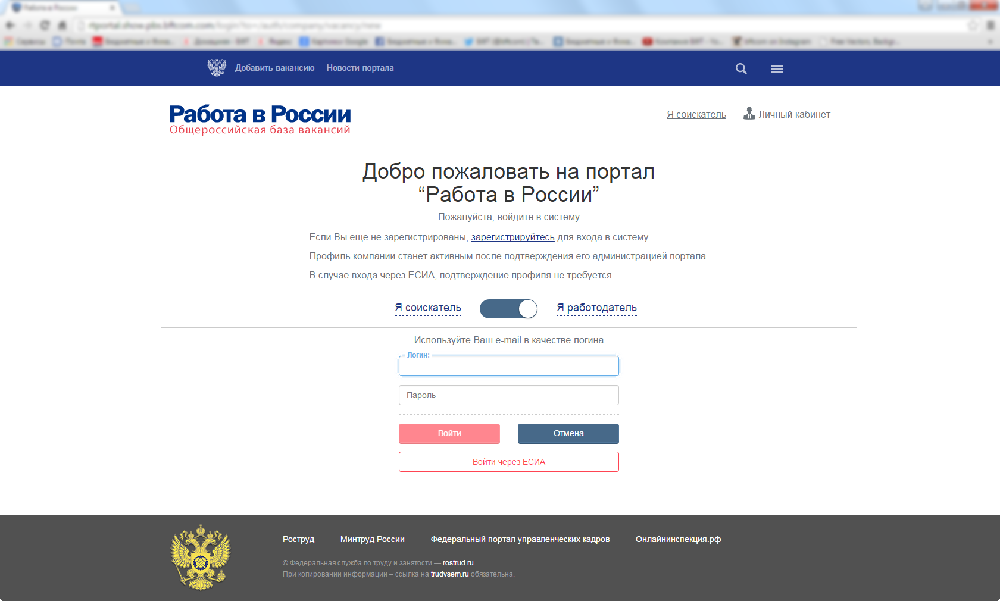 Работа в России
Добавить вакансию
Новости портала
Работа в России
Общероссийская база вакансий
Я соискатель
Личный кабинет
Добро пожаловать на портал
“Работа в России”
Пожалуйста, войдите в систему
Если Вы еще не зарегистрированы, зарегистрируйтесь для входа в систему
Профиль компании станет активным после подтверждения его администрацией портала.
В случае входа через ЕСИА, подтверждение профиля не требуется.
Я соискатель
Я работодатель
Используйте Ваш e-mail в качестве логина
Логин:
Пароль
Войти
Отмена
Войти через ЕСИА
Роструд
Минтруд России
Федеральный портал управленческих кадров
Онлайнинспекция.рф
© Федеральная служба по труду и занятости — rostrud.ru
При копировании информации – ссылка на trudvsem.ru обязательна.